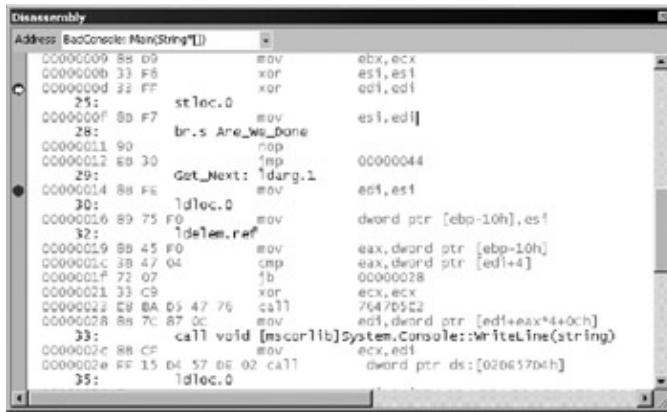 Disassembly
Address BadConsole::Main(String*[])
00000009 8B D9 mov ebx,ecx
0000000b 33 F6 xor esi,esi
0000000d 33 FF xor edi,edi
25: stloc.0
0000000f 8B F7 mov esi,edi
28: br.s Are_We_Done
00000011 90 nop
00000012 EB 30 jmp 00000044
29: Get_Next: ldarg.1
00000014 8B FE mov edi,esi
30: ldloc.0
00000016 89 75 F0 mov dword ptr [ebp-10h],esi
32: ldelem.ref
00000019 8B 45 F0 mov eax,dword ptr [ebp-10h]
0000001c 3B 47 04 cmp eax,dword ptr [edi+4]
0000001f 72 07 jb 00000028
00000021 33 C9 xor ecx,ecx
00000023 E8 BA D5 47 76 call 7647D5E2
00000028 8B 7C 87 0C mov edi,dword ptr [edi+eax*4+0Ch]
33: call void [mscorlib]System.Console::WriteLine(string)
0000002c 8B CF mov ecx,edi
0000002e FF 15 D4 57 DE 02 call dword ptr ds:[02DE57D4h]
35: ldloc.0